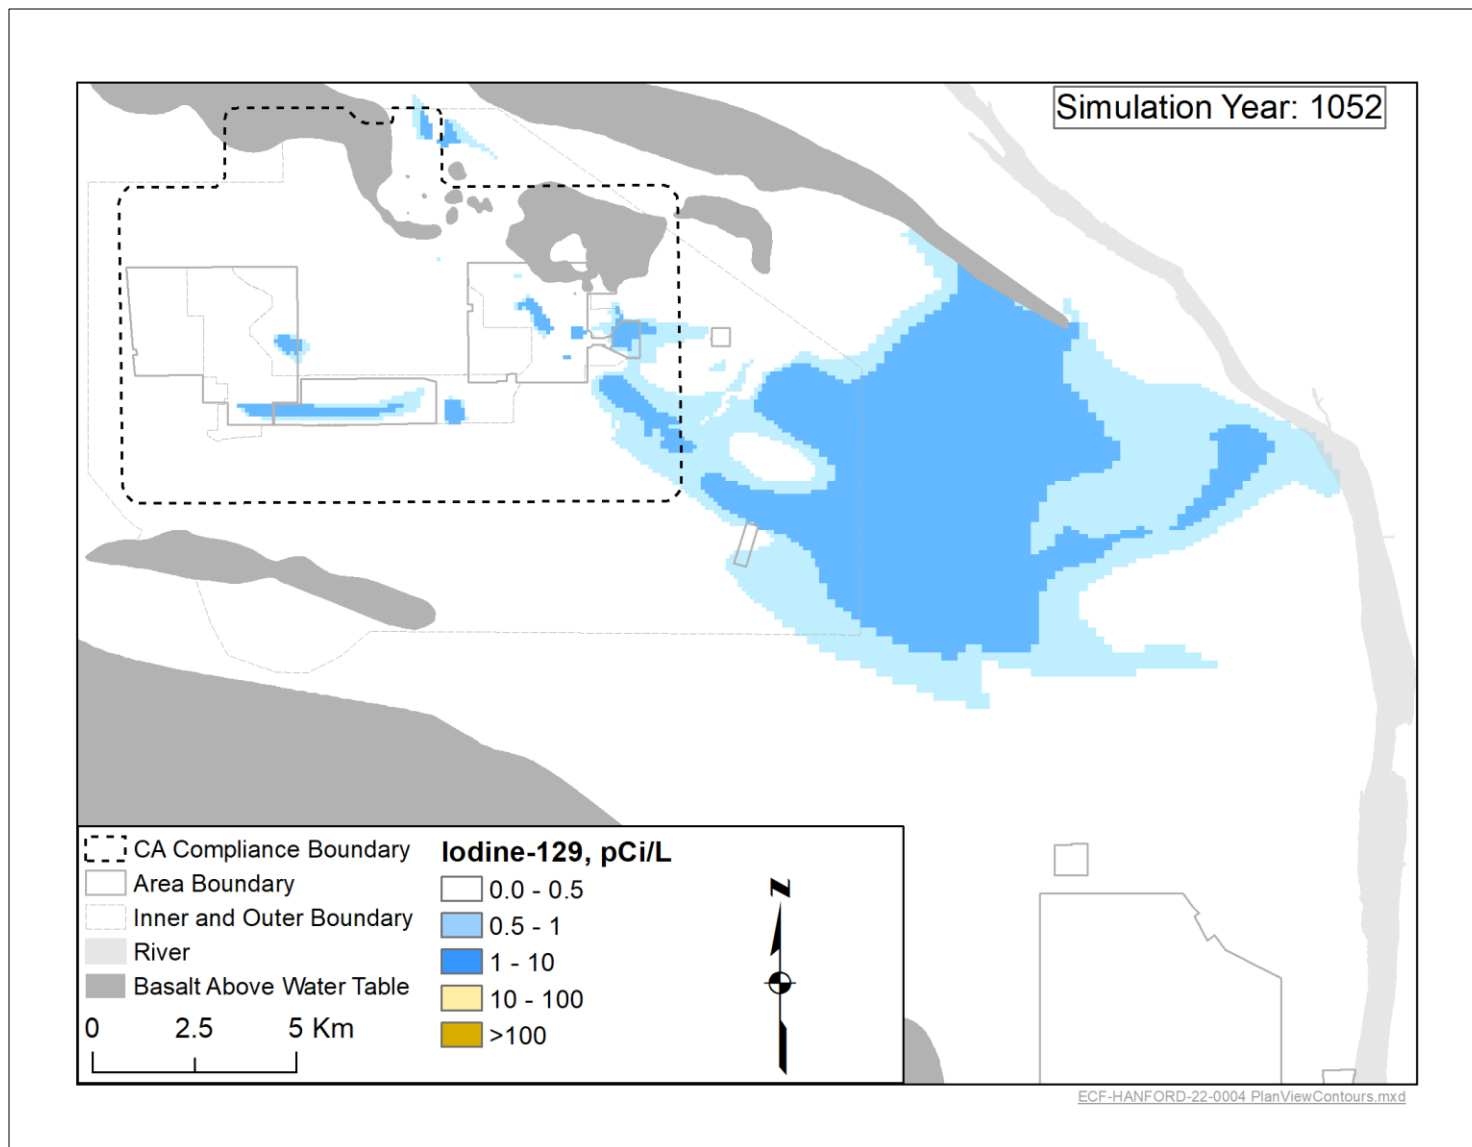 Simulation Year: 1052
CA Compliance Boundary
Area Boundary
Inner and Outer Boundary
River
Basalt Above Water Table
0 2.5 5 Km
Iodine-129, pCi/L
0.0 - 0.5
0.5 - 1
1 - 10
10 - 100
>100
N
ECF-HANFORD-22-0004 PlanViewContours.mxd